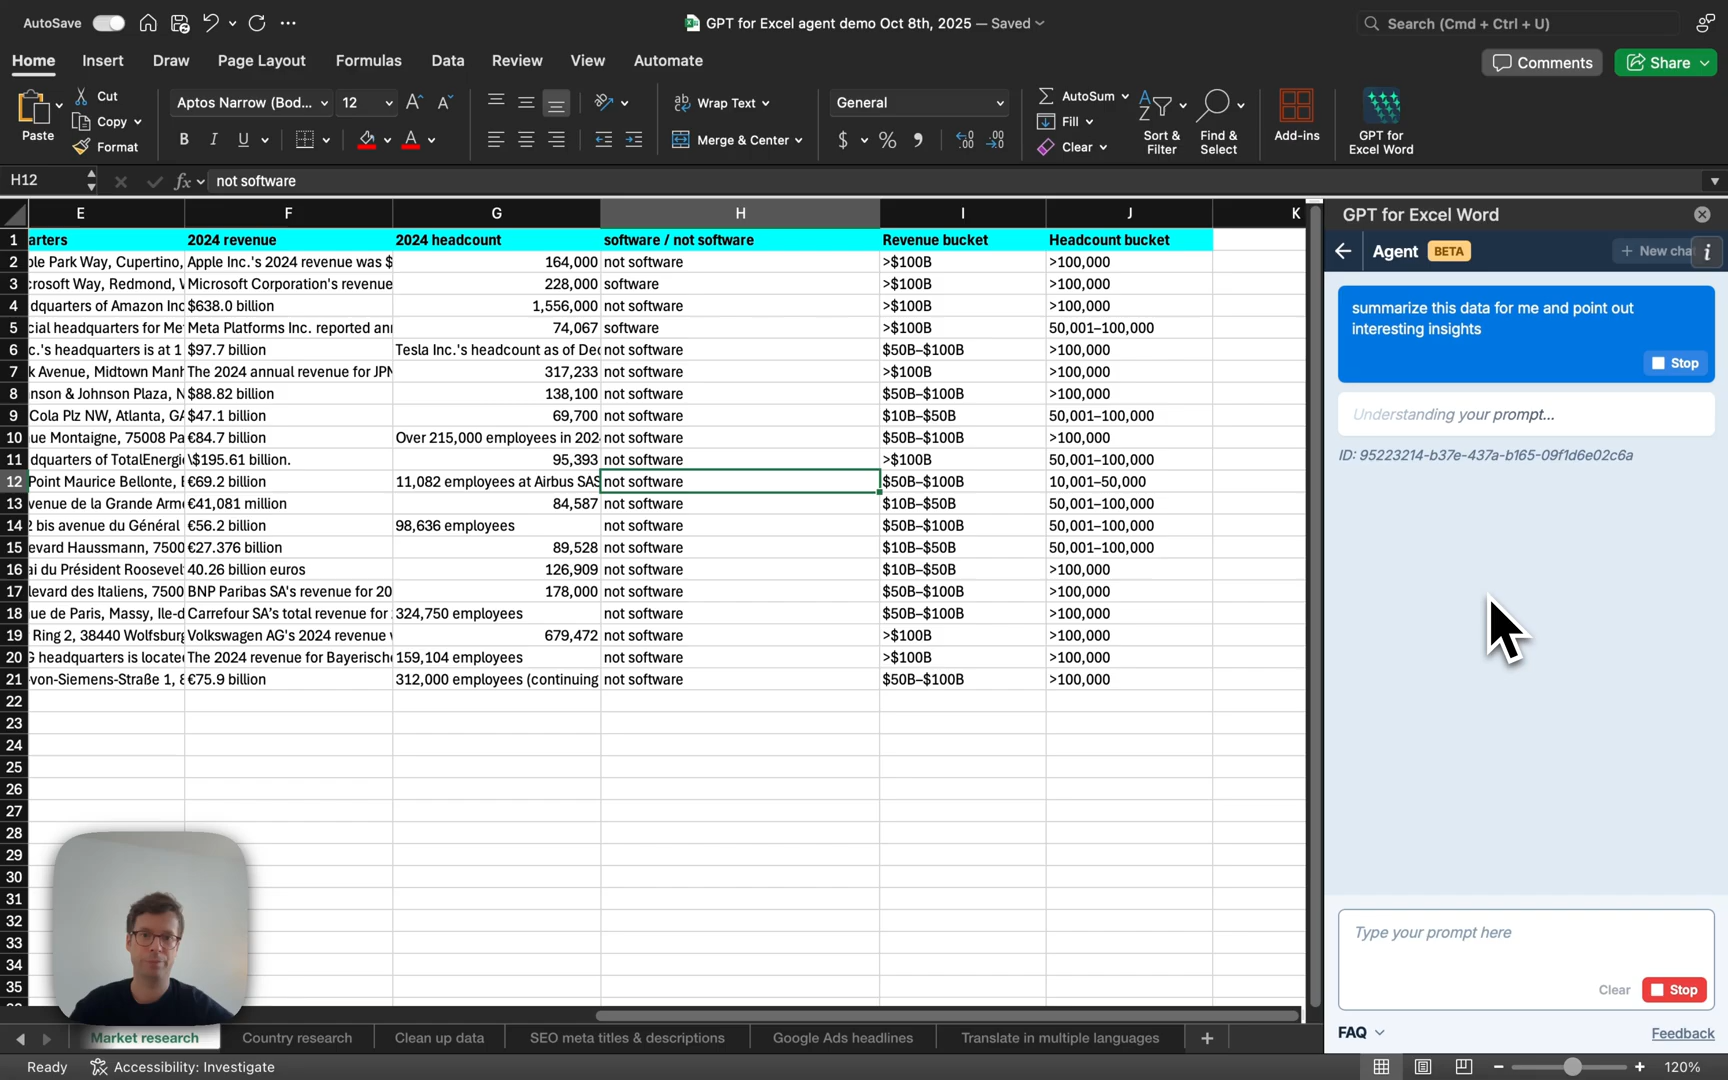 AutoSave
GPT for Excel agent demo Oct 8th, 2025 — Saved
Search (Cmd + Ctrl + U)
Home Insert Draw Page Layout Formulas Data Review View Automate
Comments Share
Paste
Cut
Copy
Format
Aptos Narrow (Bod... 12
B I U
Wrap Text
Merge & Center
General
$ % 9
AutoSum
Fill
Clear
Sort & Filter
Find & Select
Add-ins
GPT for Excel Word
H12 fx not software
E F G H I J K
1 arters 2024 revenue 2024 headcount software / not software Revenue bucket Headcount bucket
2 ple Park Way, Cupertino, Apple Inc.'s 2024 revenue was $ 164,000 not software >$100B >100,000
3 crosoft Way, Redmond, Microsoft Corporation's revenue 228,000 software >$100B >100,000
4 dquarters of Amazon Inc $638.0 billion 1,556,000 not software >$100B >100,000
5 cial headquarters for Me Meta Platforms Inc. reported an 74,067 software >$100B 50,001–100,000
6 c.'s headquarters is at 1 $97.7 billion Tesla Inc.'s headcount as of Dec not software $50B–$100B >100,000
7 k Avenue, Midtown Manh The 2024 annual revenue for JPM 317,233 not software >$100B >100,000
8 nson & Johnson Plaza, N $88.82 billion 138,100 not software $50B–$100B >100,000
9 Cola Plz NW, Atlanta, GA $47.1 billion 69,700 not software $10B–$50B 50,001–100,000
10 ue Montaigne, 75008 Pa €84.7 billion Over 215,000 employees in 202 not software $50B–$100B >100,000
11 dquarters of TotalEnergi \$195.61 billion. 95,393 not software >$100B 50,001–100,000
12 Point Maurice Bellonte, €69.2 billion 11,082 employees at Airbus SAS not software $50B–$100B 10,001–50,000
13 venue de la Grande Arm €41,081 million 84,587 not software $10B–$50B 50,001–100,000
14 2 bis avenue du Général €56.2 billion 98,636 employees not software $50B–$100B 50,001–100,000
15 evard Haussmann, 7500 €27.376 billion 89,528 not software $10B–$50B 50,001–100,000
16 ai du Président Roosevel 40.26 billion euros 126,909 not software $10B–$50B >100,000
17 levard des Italiens, 7500 BNP Paribas SA's revenue for 20 178,000 not software $50B–$100B >100,000
18 ue de Paris, Massy, Ile-d Carrefour SA's total revenue for 324,750 employees not software $50B–$100B >100,000
19 Ring 2, 38440 Wolfsburg Volkswagen AG's 2024 revenue 679,472 not software >$100B >100,000
20 G headquarters is locate The 2024 revenue for Bayerisch 159,104 employees not software >$100B >100,000
21 von-Siemens-Straße 1, €75.9 billion 312,000 employees (continuing not software $50B–$100B >100,000
22
23
24
25
26
27
28
29
30
31
32
33
34
35
GPT for Excel Word
Agent BETA + New cha i
summarize this data for me and point out
interesting insights
Stop
Understanding your prompt...
ID: 95223214-b37e-437a-b165-09f1d6e02c6a
Type your prompt here
Clear Stop
FAQ Feedback
Market research Country research Clean up data SEO meta titles & descriptions Google Ads headlines Translate in multiple languages +
Ready Accessibility: Investigate 120%